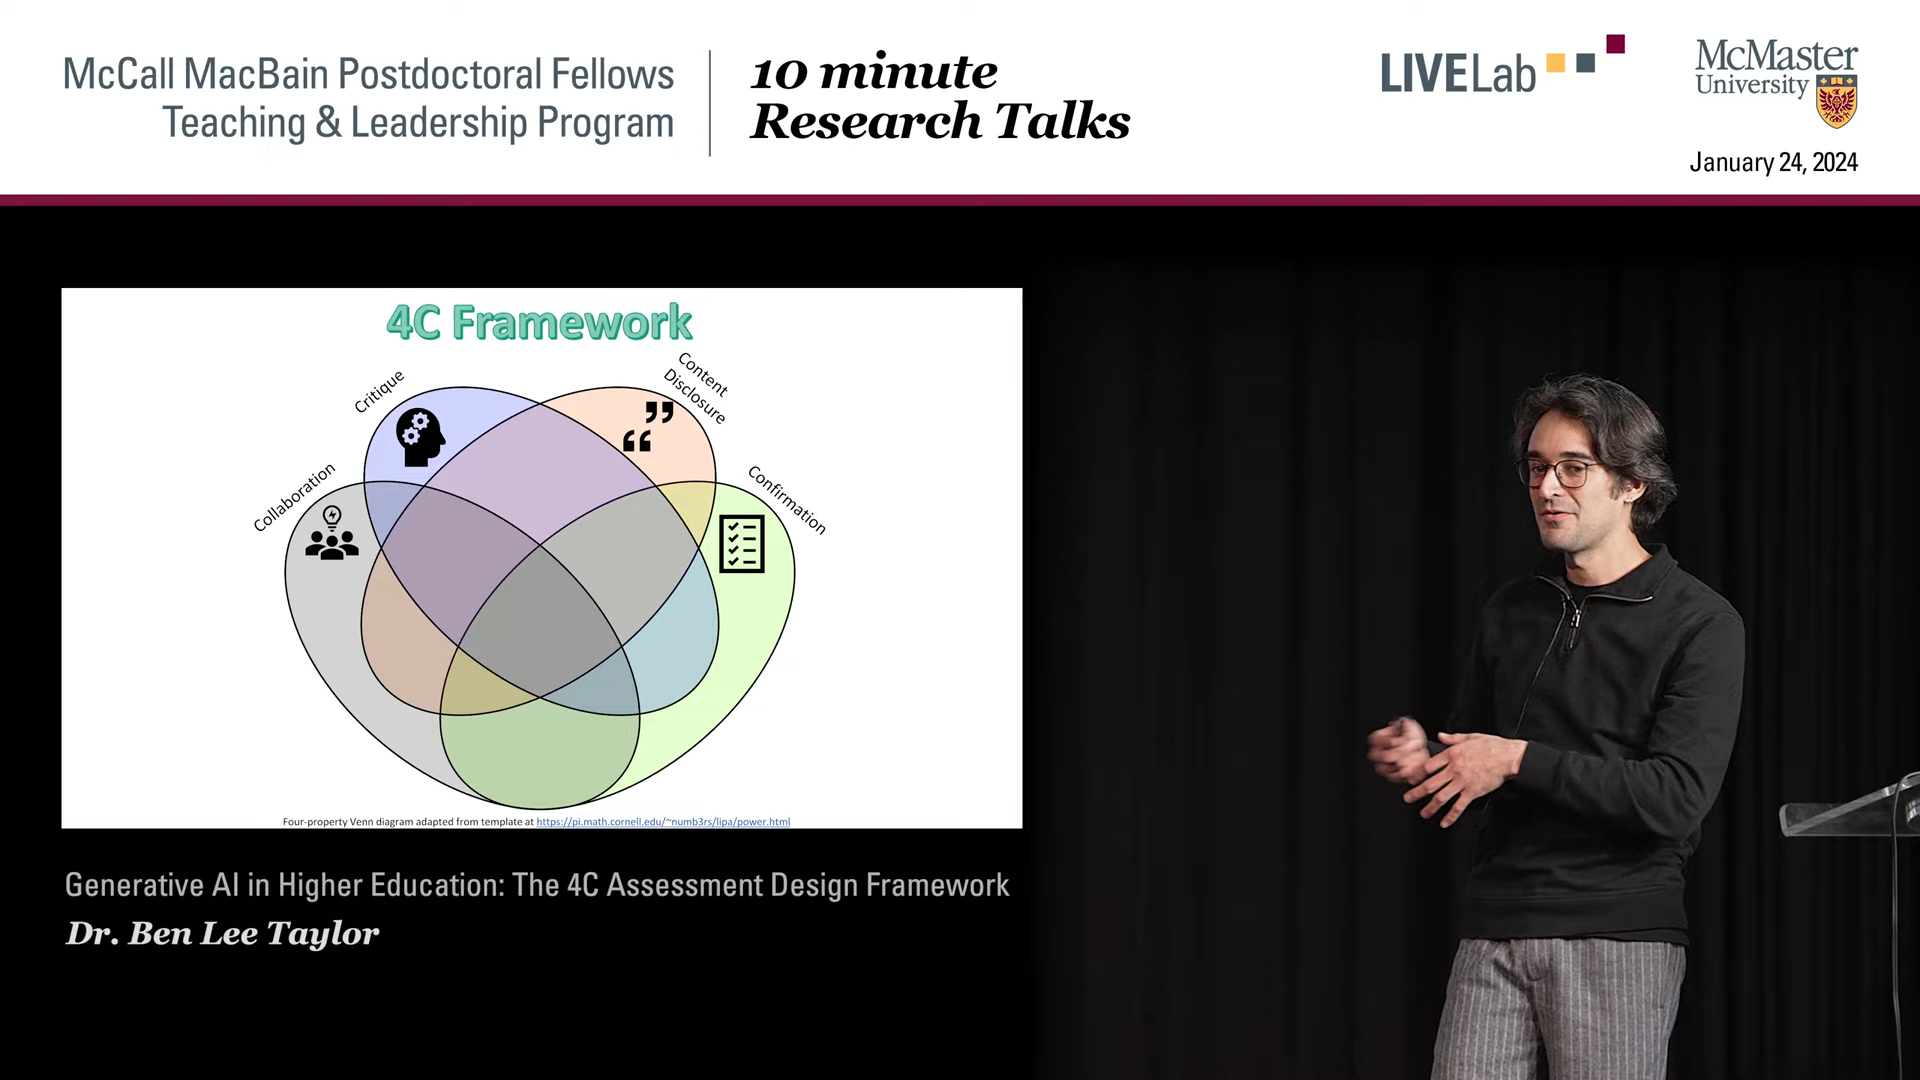 McCall MacBain Postdoctoral Fellows
Teaching & Leadership Program
10 minute
Research Talks
LIVELab
McMaster
University
January 24, 2024
4C Framework
Critique
Content
Disclosure
Collaboration
Confirmation
Four-property Venn diagram adapted from template at https://pi.math.cornell.edu/~numb3rs/lipa/power.html
Generative AI in Higher Education: The 4C Assessment Design Framework
Dr. Ben Lee Taylor